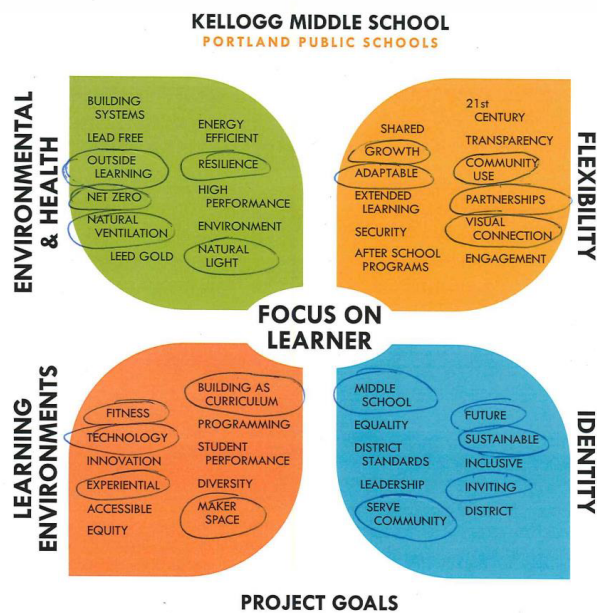 KELLOGG MIDDLE SCHOOL
PORTLAND PUBLIC SCHOOLS
ENVIRONMENTAL
& HEALTH
BUILDING
SYSTEMS
LEAD FREE
OUTSIDE
LEARNING
NET ZERO
NATURAL
VENTILATION
LEED GOLD
ENERGY
EFFICIENT
RESILIENCE
HIGH
PERFORMANCE
ENVIRONMENT
NATURAL
LIGHT
SHARED
GROWTH
ADAPTABLE
EXTENDED
LEARNING
SECURITY
AFTER SCHOOL
PROGRAMS
21st
CENTURY
TRANSPARENCY
COMMUNITY
USE
PARTNERSHIPS
VISUAL
CONNECTION
ENGAGEMENT
FLEXIBILITY
FOCUS ON
LEARNER
LEARNING
ENVIRONMENTS
FITNESS
TECHNOLOGY
INNOVATION
EXPERIENTIAL
ACCESSIBLE
EQUITY
BUILDING AS
CURRICULUM
PROGRAMMING
STUDENT
PERFORMANCE
DIVERSITY
MAKER
SPACE
MIDDLE
SCHOOL
EQUALITY
DISTRICT
STANDARDS
LEADERSHIP
SERVE
COMMUNITY
FUTURE
SUSTAINABLE
INCLUSIVE
INVITING
DISTRICT
IDENTITY
PROJECT GOALS